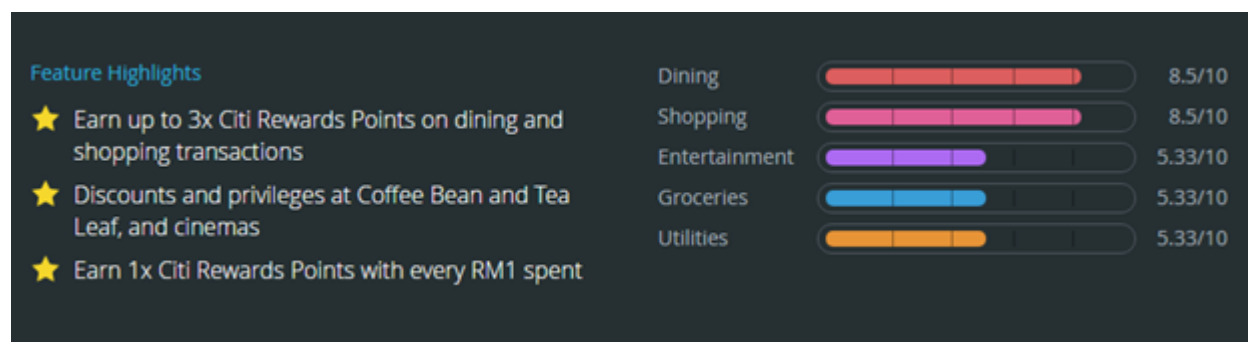 Feature Highlights
Earn up to 3x Citi Rewards Points on dining and
shopping transactions
Discounts and privileges at Coffee Bean and Tea
Leaf, and cinemas
Earn 1x Citi Rewards Points with every RM1 spent
Dining 8.5/10
Shopping 8.5/10
Entertainment 5.33/10
Groceries 5.33/10
Utilities 5.33/10